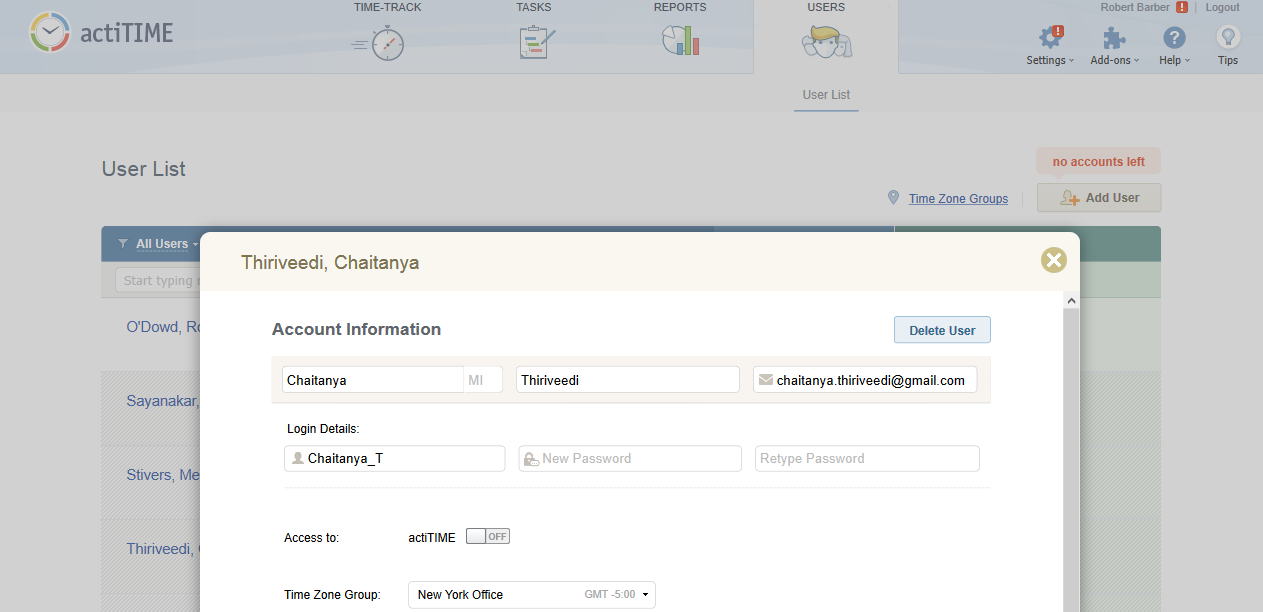 TIME-TRACK TASKS REPORTS USERS Robert Barber ! | Logout
actiTIME
Settings Add-ons Help Tips
User List
User List
no accounts left
Time Zone Groups Add User
All Users
Thiriveedi, Chaitanya
Start typing
Account Information Delete User
O'Dowd,
Chaitanya MI Thiriveedi chaitanya.thiriveedi@gmail.com
Sayanakar,
Login Details:
Chaitanya_T New Password Retype Password
Stivers,
Access to: actiTIME OFF
Thiriveedi,
Time Zone Group: New York Office GMT -5:00